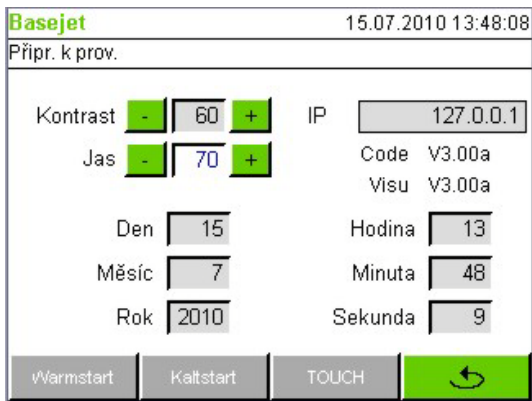 Basejet 15.07.2010 13:48:08
Připr. k prov.
Kontrast - 60 + IP 127.0.0.1
Jas - 70 + Code V3.00a
Visu V3.00a
Den 15 Hodina 13
Měsíc 7 Minuta 48
Rok 2010 Sekunda 9
Warmstart Kaltstart TOUCH